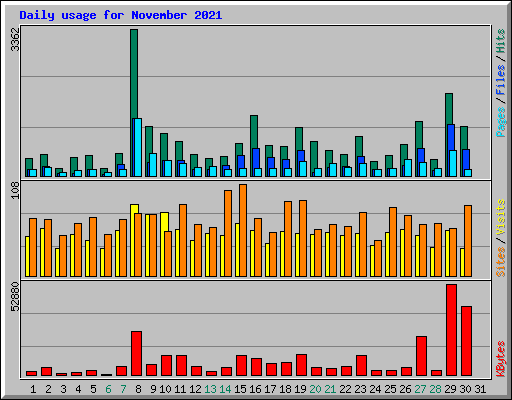 Daily usage for November 2021
3362
Pages / Files / Hits
108
Sites / Visits
52880
KBytes
1 2 3 4 5 6 7 8 9 10 11 12 13 14 15 16 17 18 19 20 21 22 23 24 25 26 27 28 29 30 31